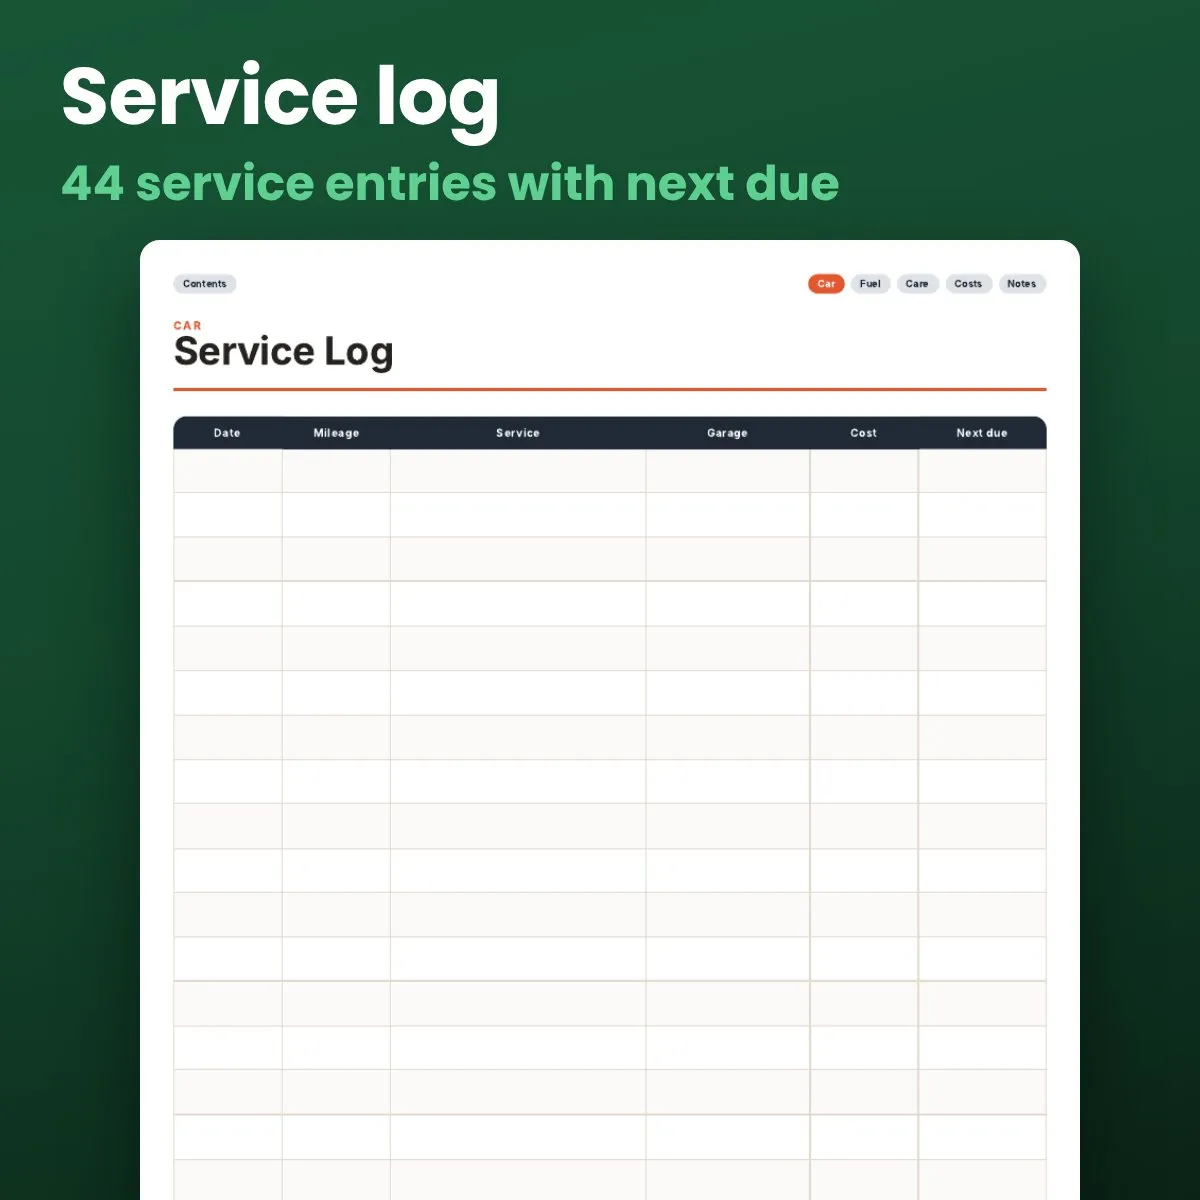 Service log
44 service entries with next due
Contents Car Fuel Care Costs Notes
CAR
Service Log
Date Mileage Service Garage Cost Next due